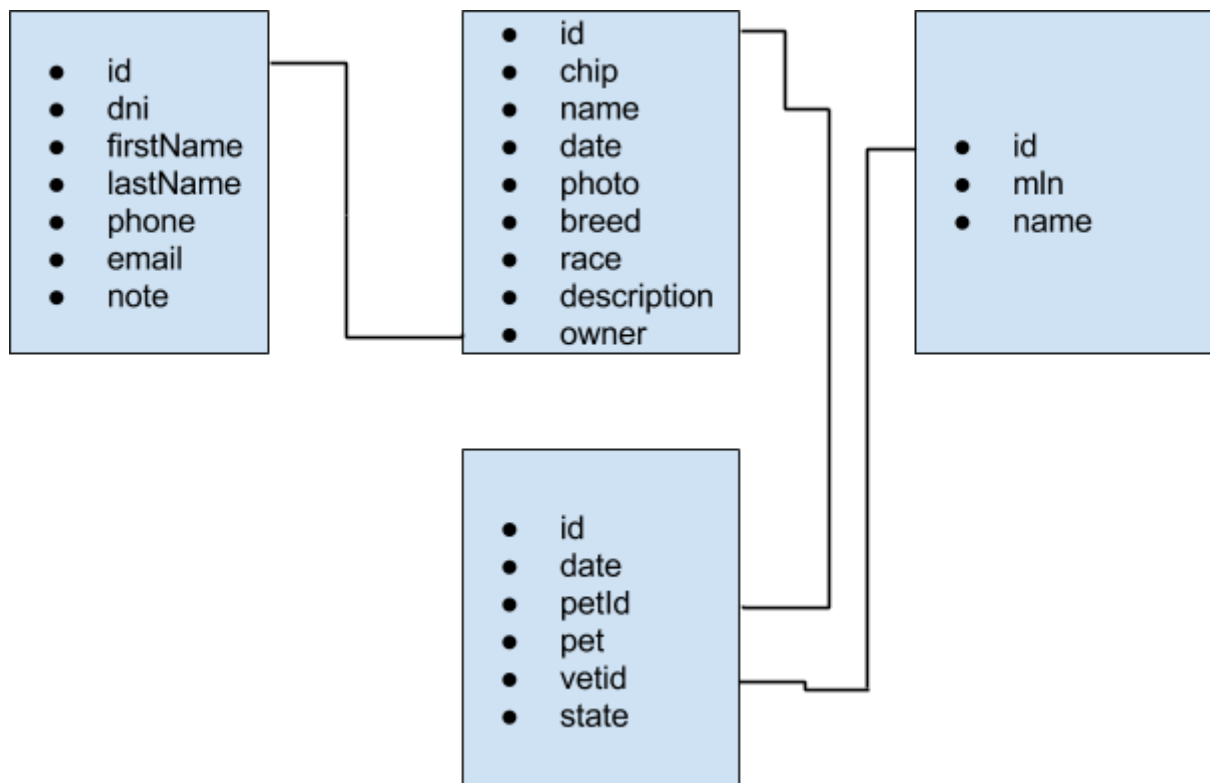 id
dni
firstName
lastName
phone
email
note
id
chip
name
date
photo
breed
race
description
owner
id
mln
name
id
date
petId
pet
vetid
state